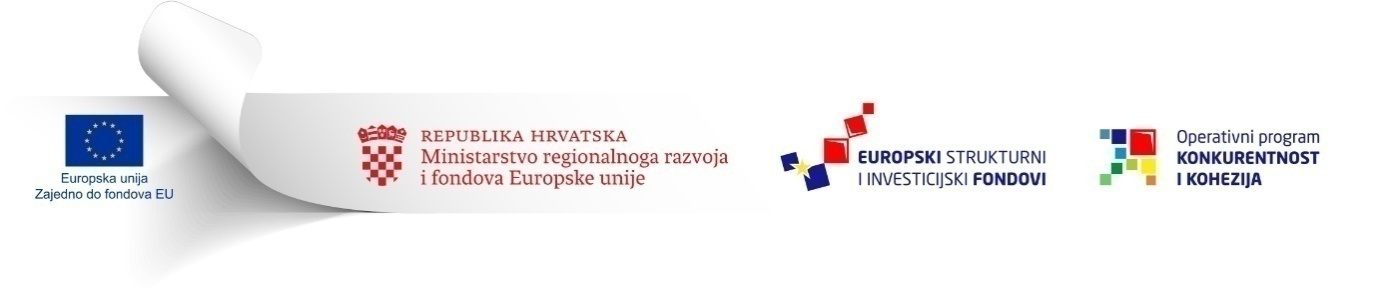 Europska unija
Zajedno do fondova EU
REPUBLIKA HRVATSKA
Ministarstvo regionalnoga razvoja
i fondova Europske unije
EUROPSKI STRUKTURNI
I INVESTICIJSKI FONDOVI
Operativni program
KONKURENTNOST
I KOHEZIJA